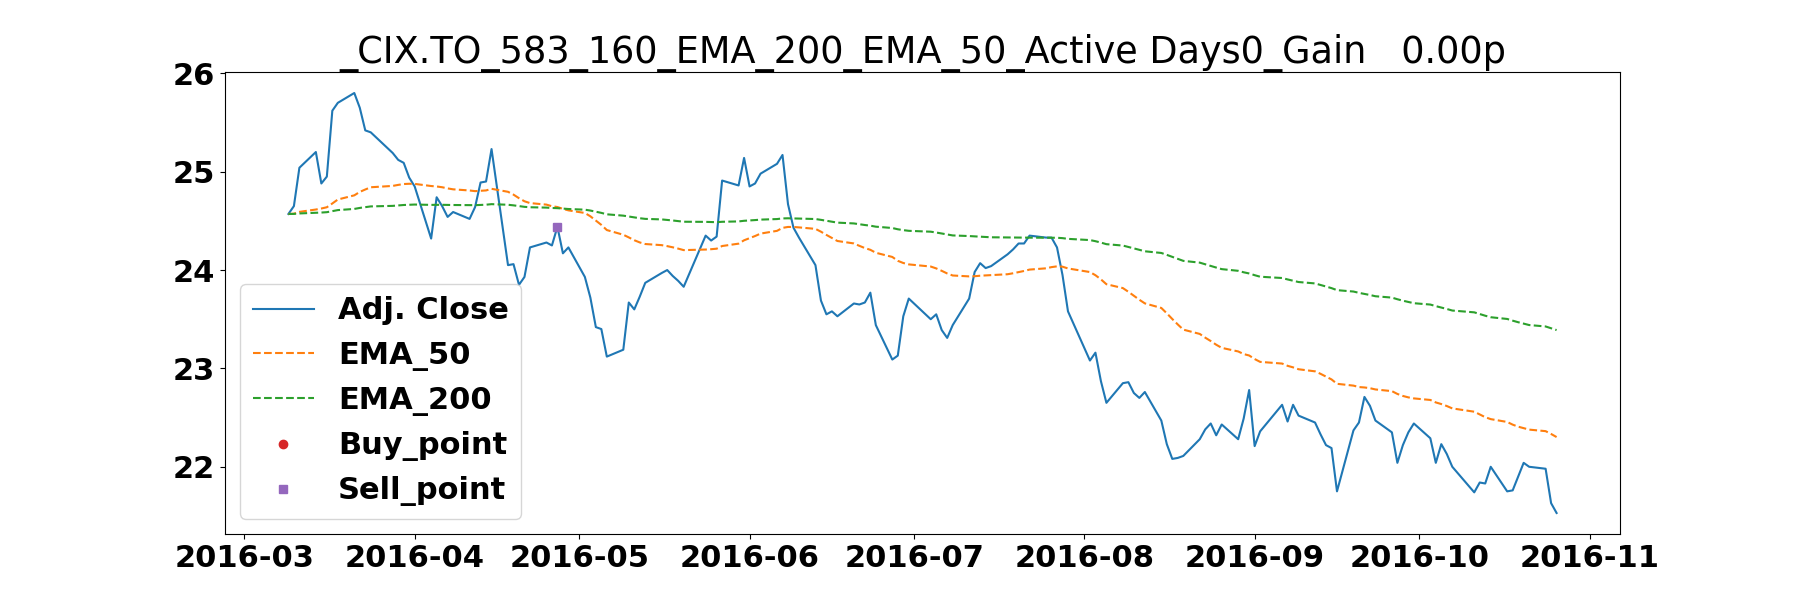 _CIX.TO_583_160_EMA_200_EMA_50_Active Days0_Gain   0.00p
26
25
24
23
22
Adj. Close
EMA_50
EMA_200
Buy_point
Sell_point
2016-03 2016-04 2016-05 2016-06 2016-07 2016-08 2016-09 2016-10 2016-11